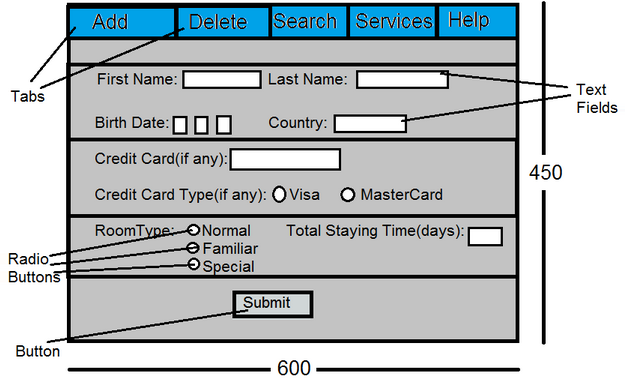 Add Delete Search Services Help
Tabs
First Name: Last Name:
Text
Fields
Birth Date: Country:
Credit Card(if any):
450
Credit Card Type(if any): Visa MasterCard
RoomType: Normal Total Staying Time(days):
Familiar
Special
Radio
Buttons
Submit
Button
600